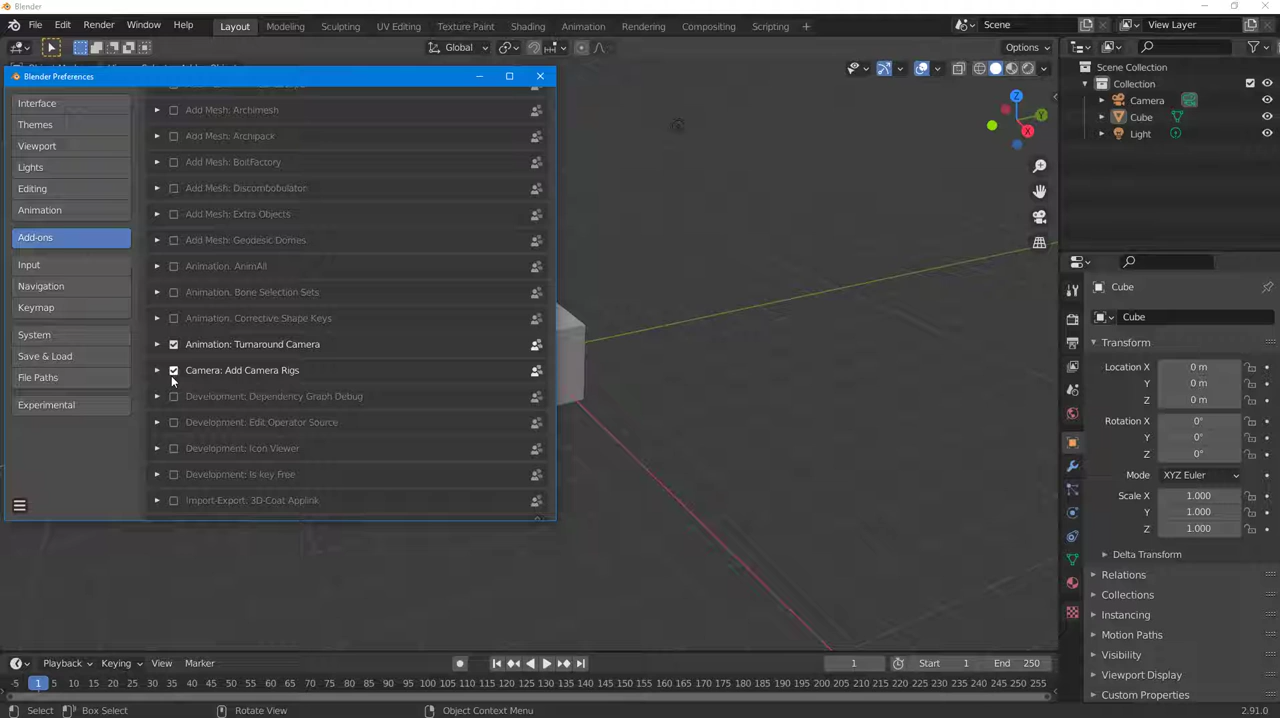 Blender
File Edit Render Window Help
Layout Modeling Sculpting UV Editing Texture Paint Shading Animation Rendering Compositing Scripting +
Scene
View Layer
Global
Options
Blender Preferences
Interface
Themes
Viewport
Lights
Editing
Animation
Add-ons
Input
Navigation
Keymap
System
Save & Load
File Paths
Experimental
Add Mesh: Archimesh
Add Mesh: Archipack
Add Mesh: BoltFactory
Add Mesh: Discombobulator
Add Mesh: Extra Objects
Add Mesh: Geodesic Domes
Animation: AnimAll
Animation: Bone Selection Sets
Animation: Corrective Shape Keys
Animation: Turnaround Camera
Camera: Add Camera Rigs
Development: Dependency Graph Debug
Development: Edit Operator Source
Development: Icon Viewer
Development: Is key Free
Import-Export: 3D-Coat Applink
Z
Y
X
Scene Collection
Collection
Camera
Cube
Light
Cube
Cube
Transform
Location X 0 m
Y 0 m
Z 0 m
Rotation X 0°
Y 0°
Z 0°
Mode XYZ Euler
Scale X 1.000
Y 1.000
Z 1.000
Delta Transform
Relations
Collections
Instancing
Motion Paths
Visibility
Viewport Display
Custom Properties
Playback Keying View Marker
1 Start 1 End 250
-5 1 5 10 15 20 25 30 35 40 45 50 55 60 65 70 75 80 85 90 95 100 105 110 115 120 125 130 135 140 145 150 155 160 165 170 175 180 185 190 195 200 205 210 215 220 225 230 235 240 245 250 255
Select Box Select Rotate View Object Context Menu 2.91.0